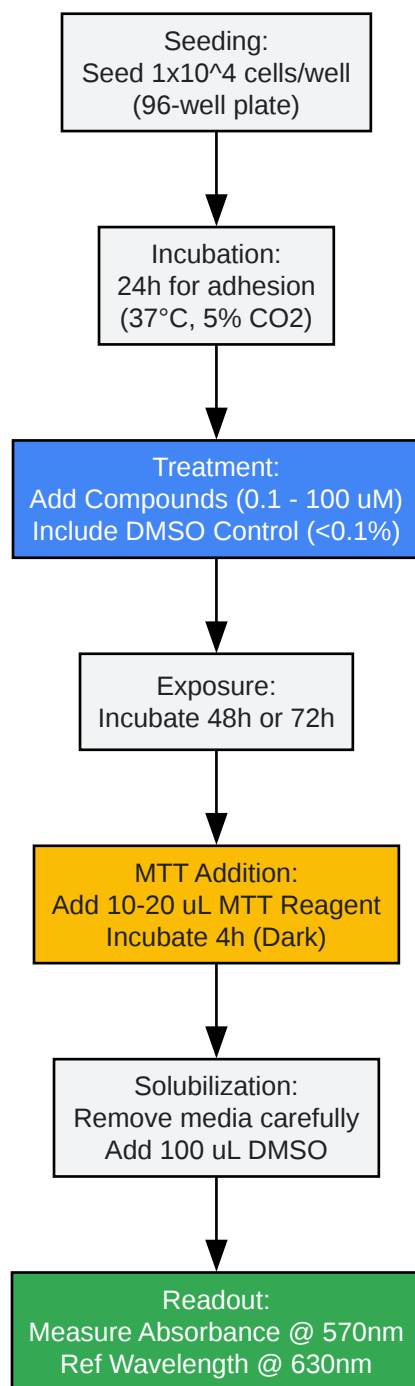 Seeding:
Seed 1x10^4 cells/well
(96-well plate)
Incubation:
24h for adhesion
(37°C, 5% CO2)
Treatment:
Add Compounds (0.1 - 100 uM)
Include DMSO Control (<0.1%)
Exposure:
Incubate 48h or 72h
MTT Addition:
Add 10-20 uL MTT Reagent
Incubate 4h (Dark)
Solubilization:
Remove media carefully
Add 100 uL DMSO
Readout:
Measure Absorbance @ 570nm
Ref Wavelength @ 630nm